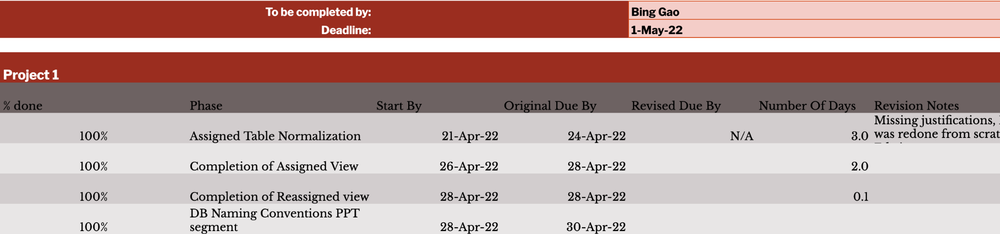 To be completed by: Bing Gao
Deadline: 1-May-22
Project 1
% done Phase Start By Original Due By Revised Due By Number Of Days Revision Notes
Missing justifications,
100% Assigned Table Normalization 21-Apr-22 24-Apr-22 N/A 3.0 was redone from scrat
100% Completion of Assigned View 26-Apr-22 28-Apr-22 2.0
100% Completion of Reassigned view 28-Apr-22 28-Apr-22 0.1
DB Naming Conventions PPT
100% segment 28-Apr-22 30-Apr-22